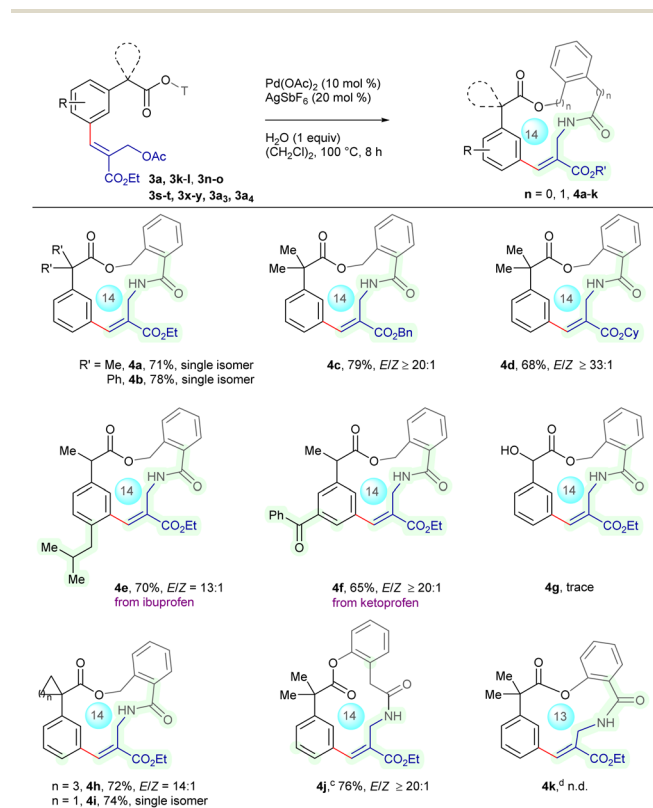 R
O
O
T
OAc
CO2Et
3a, 3k-l, 3n-o
3s-t, 3x-y, 3a3, 3a4
Pd(OAc)2 (10 mol %)
AgSbF6 (20 mol %)
H2O (1 equiv)
(CH2Cl)2, 100 °C, 8 h
O
O
( )n
( )n
HN
O
14
R
CO2R'
n = 0, 1, 4a-k
R'
R'
O
O
HN
O
14
CO2Et
R' = Me, 4a, 71%, single isomer
Ph, 4b, 78%, single isomer
Me
Me
O
O
HN
O
14
CO2Bn
4c, 79%, E/Z ≥ 20:1
Me
Me
O
O
HN
O
14
CO2Cy
4d, 68%, E/Z ≥ 33:1
Me
O
O
HN
O
14
CO2Et
Me
Me
4e, 70%, E/Z = 13:1
from ibuprofen
Me
O
O
HN
O
14
Ph
O
CO2Et
4f, 65%, E/Z ≥ 20:1
from ketoprofen
HO
O
O
HN
O
14
CO2Et
4g, trace
( )n
O
O
HN
O
14
CO2Et
n = 3, 4h, 72%, E/Z = 14:1
n = 1, 4i, 74%, single isomer
O
Me
Me
O
O
NH
14
CO2Et
4j,c 76%, E/Z ≥ 20:1
Me
Me
O
O
O
NH
13
CO2Et
4k,d n.d.